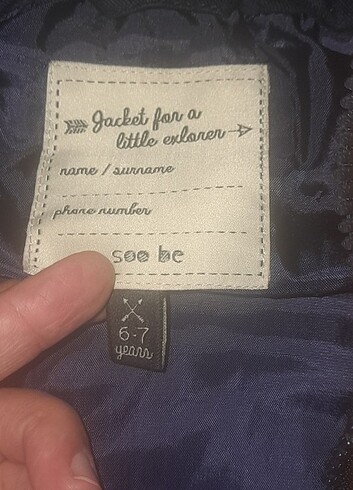 Jacket for a
little exlorer
name / surname
phone number
soo be
6-7
years